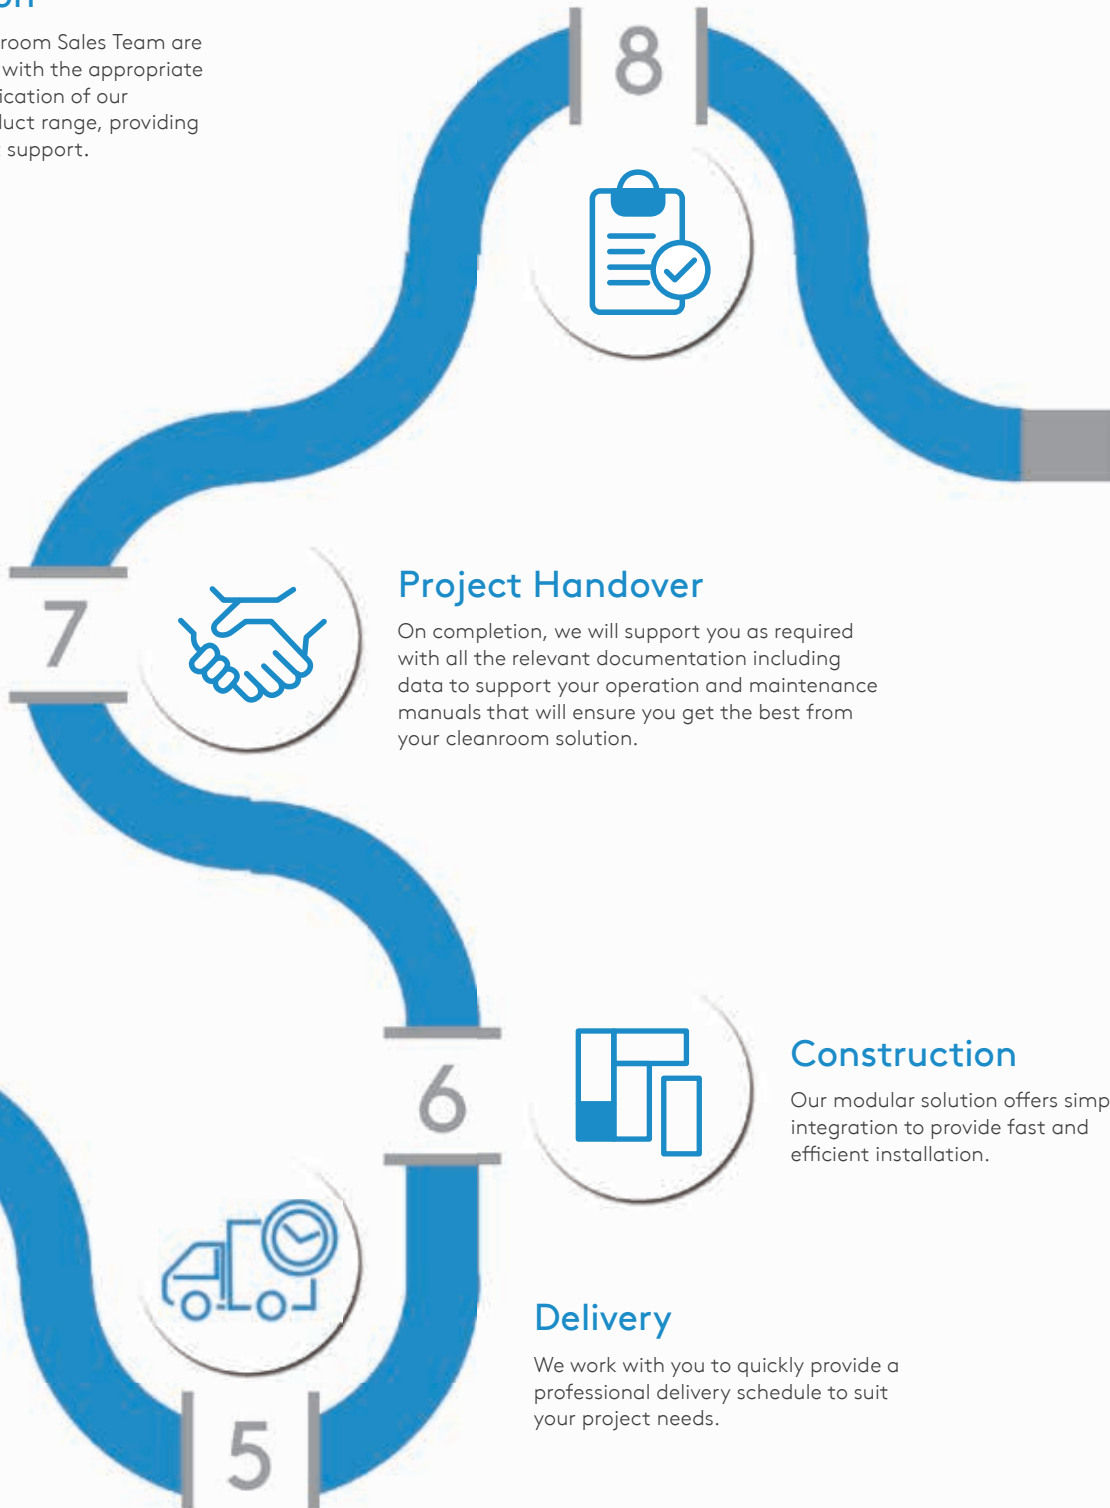 room Sales Team are
with the appropriate
ication of our
uct range, providing
support.
8
7
Project Handover
On completion, we will support you as required
with all the relevant documentation including
data to support your operation and maintenance
manuals that will ensure you get the best from
your cleanroom solution.
6
Construction
Our modular solution offers simp
integration to provide fast and
efficient installation.
Delivery
We work with you to quickly provide a
professional delivery schedule to suit
your project needs.
5